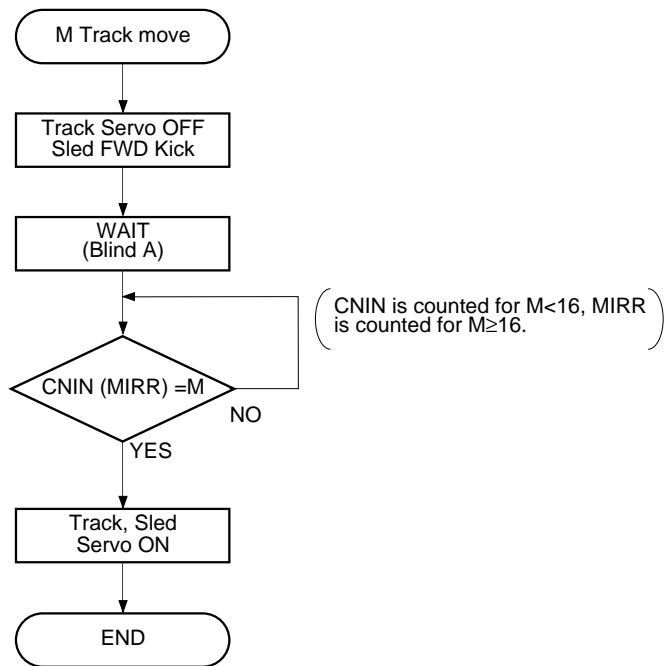 M Track move
Track Servo OFF
Sled FWD Kick
WAIT
(Blind A)
CNIN is counted for M<16, MIRR
is counted for M≥16.
CNIN (MIRR) =M
NO
YES
Track, Sled
Servo ON
END